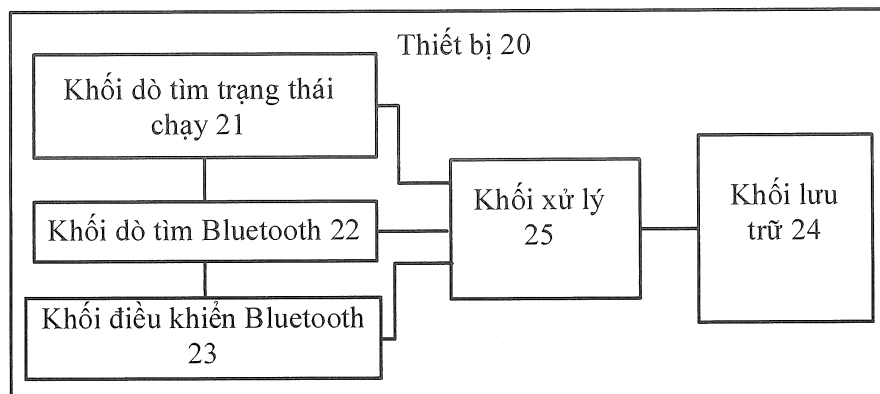 Thiết bị 20
Khối dò tìm trạng thái
chạy 21
Khối dò tìm Bluetooth 22
Khối điều khiển Bluetooth
23
Khối xử lý
25
Khối lưu
trữ 24